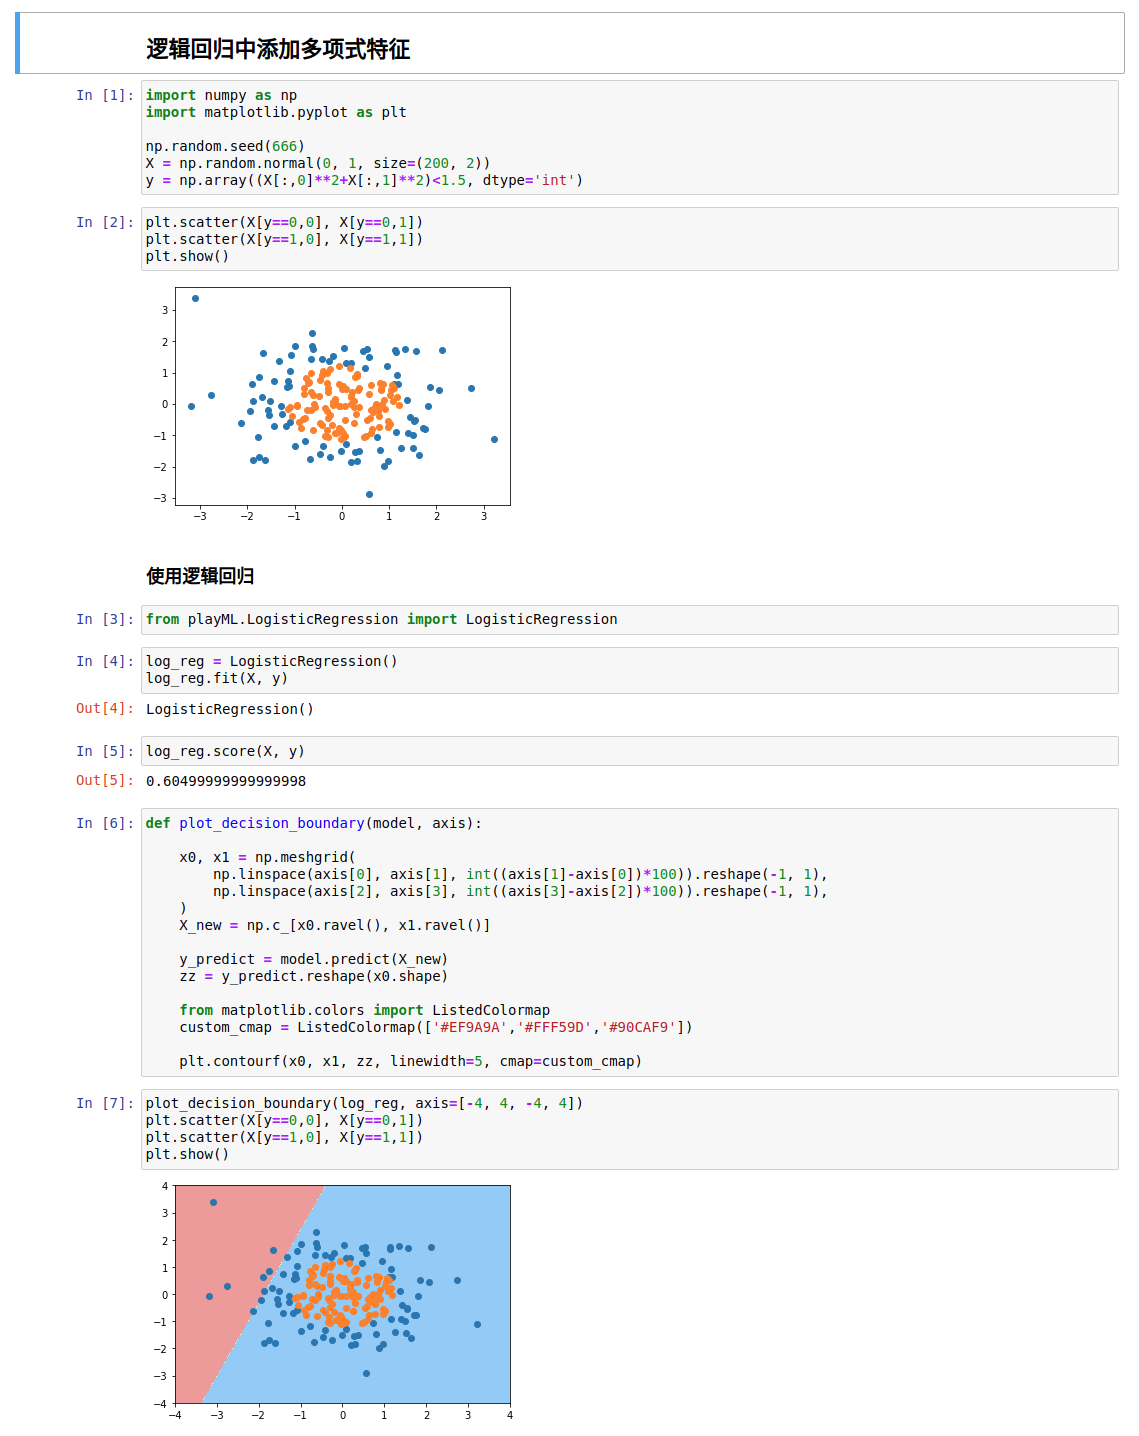 逻辑回归中添加多项式特征
In [1]: import numpy as np
import matplotlib.pyplot as plt
np.random.seed(666)
X = np.random.normal(0, 1, size=(200, 2))
y = np.array((X[:,0]**2+X[:,1]**2)<1.5, dtype='int')
In [2]: plt.scatter(X[y==0,0], X[y==0,1])
plt.scatter(X[y==1,0], X[y==1,1])
plt.show()
3
2
1
0
−1
−2
−3
−3 −2 −1 0 1 2 3
使用逻辑回归
In [3]: from playML.LogisticRegression import LogisticRegression
In [4]: log_reg = LogisticRegression()
log_reg.fit(X, y)
Out[4]: LogisticRegression()
In [5]: log_reg.score(X, y)
Out[5]: 0.60499999999999998
In [6]: def plot_decision_boundary(model, axis):
x0, x1 = np.meshgrid(
np.linspace(axis[0], axis[1], int((axis[1]-axis[0])*100)).reshape(-1, 1),
np.linspace(axis[2], axis[3], int((axis[3]-axis[2])*100)).reshape(-1, 1),
)
X_new = np.c_[x0.ravel(), x1.ravel()]
y_predict = model.predict(X_new)
zz = y_predict.reshape(x0.shape)
from matplotlib.colors import ListedColormap
custom_cmap = ListedColormap(['#EF9A9A','#FFF59D','#90CAF9'])
plt.contourf(x0, x1, zz, linewidth=5, cmap=custom_cmap)
In [7]: plot_decision_boundary(log_reg, axis=[-4, 4, -4, 4])
plt.scatter(X[y==0,0], X[y==0,1])
plt.scatter(X[y==1,0], X[y==1,1])
plt.show()
4
3
2
1
0
−1
−2
−3
−4
−4 −3 −2 −1 0 1 2 3 4